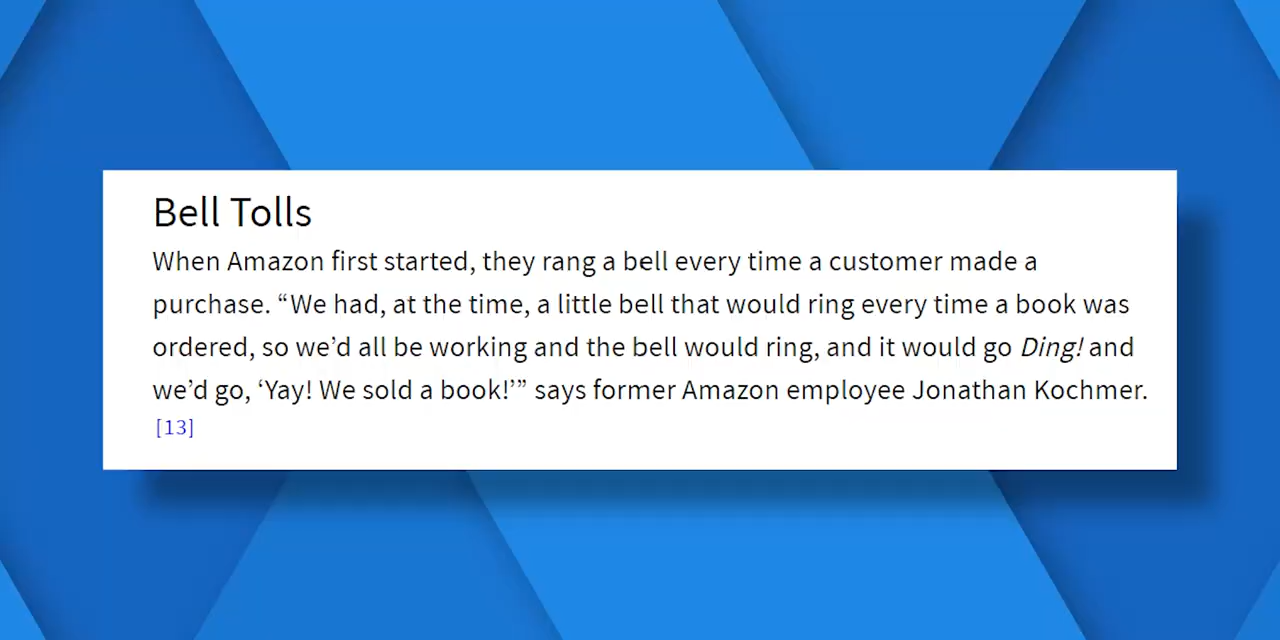 Bell Tolls
When Amazon first started, they rang a bell every time a customer made a
purchase. “We had, at the time, a little bell that would ring every time a book was
ordered, so we’d all be working and the bell would ring, and it would go Ding! and
we’d go, ‘Yay! We sold a book!’” says former Amazon employee Jonathan Kochmer.
[13]